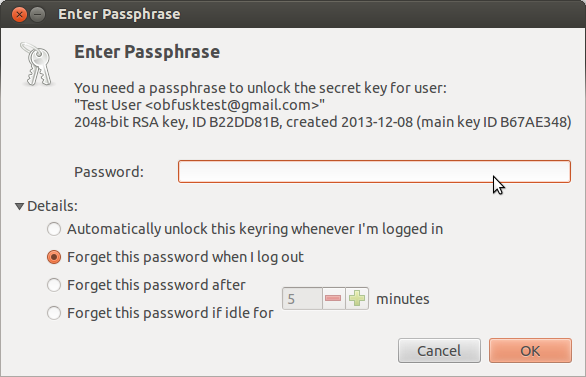 Enter Passphrase
Enter Passphrase
You need a passphrase to unlock the secret key for user:
"Test User <obfusktest@gmail.com>"
2048-bit RSA key, ID B22DD81B, created 2013-12-08 (main key ID B67AE348)
Password:
Details:
Automatically unlock this keyring whenever I'm logged in
Forget this password when I log out
Forget this password after
5 minutes
Forget this password if idle for
Cancel OK